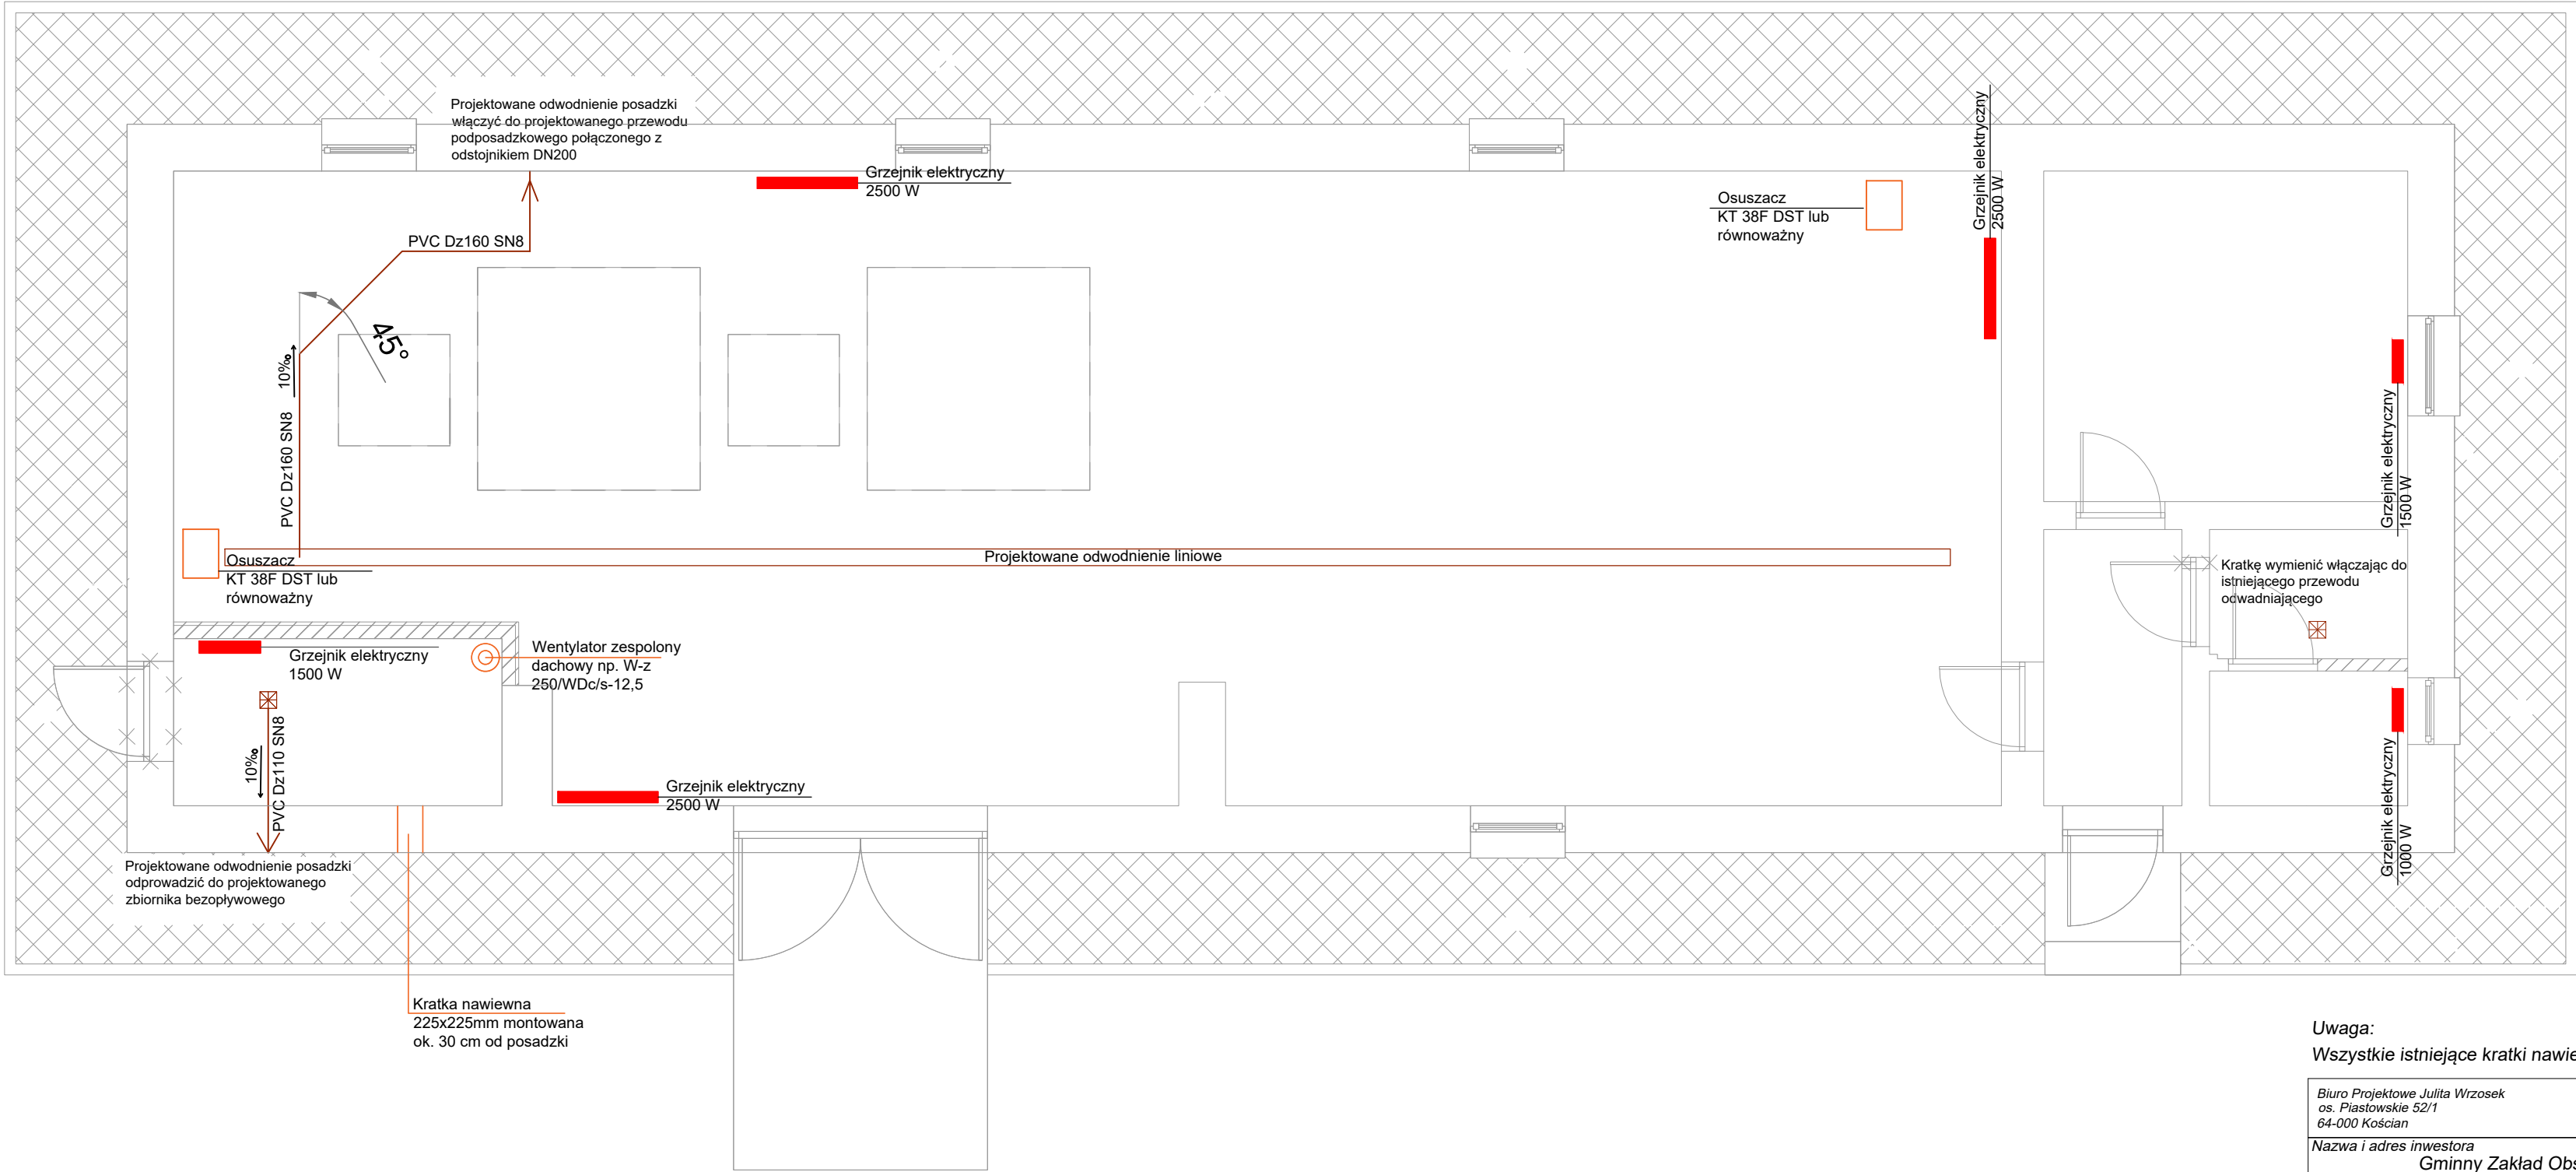 Projektowane odwodnienie posadzki
włączyć do projektowanego przewodu
podposadzkowego połączonego z
odstojnikiem DN200
Grzejnik elektryczny
2500 W
Osuszacz
KT 38F DST lub
równoważny
Grzejnik elektryczny
2500 W
PVC Dz160 SN8
45°
10‰
PVC Dz160 SN8
Grzejnik elektryczny
1500 W
Osuszacz
KT 38F DST lub
równoważny
Projektowane odwodnienie liniowe
Kratkę wymienić włączając do
istniejącego przewodu
odwadniającego
Grzejnik elektryczny
1500 W
Wentylator zespolony
dachowy np. W-z
250/WDc/s-12,5
10‰
PVC Dz110 SN8
Grzejnik elektryczny
2500 W
Grzejnik elektryczny
1000 W
Projektowane odwodnienie posadzki
odprowadzić do projektowanego
zbiornika bezopływowego
Kratka nawiewna
225x225mm montowana
ok. 30 cm od posadzki
Uwaga:
Wszystkie istniejące kratki nawie
Biuro Projektowe Julita Wrzosek
os. Piastowskie 52/1
64-000 Kościan
Nazwa i adres inwestora
Gminny Zakład Obs